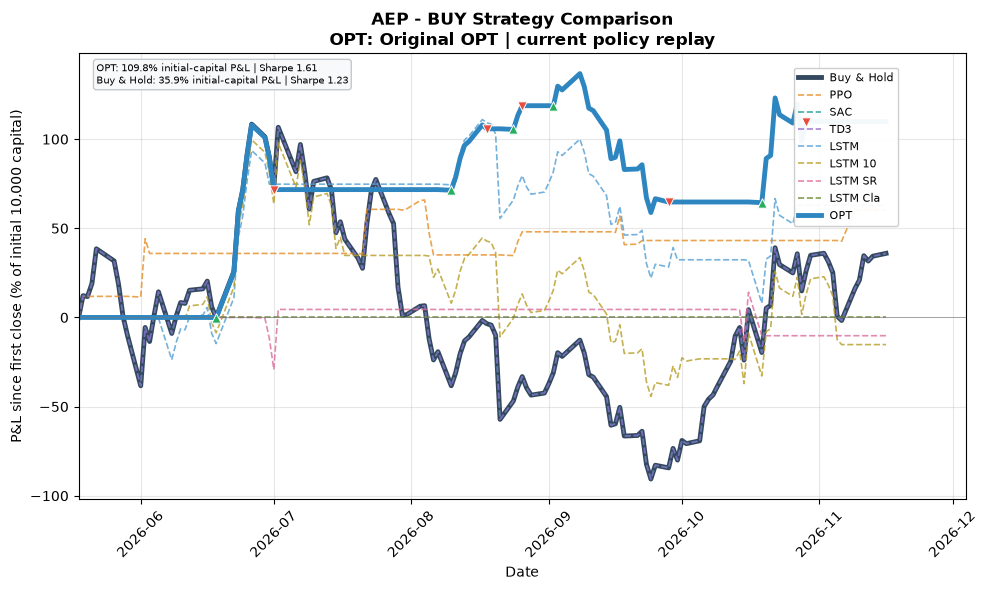 AEP - BUY Strategy Comparison
OPT: Original OPT | current policy replay
OPT: 109.8% initial-capital P&L | Sharpe 1.61
Buy & Hold: 35.9% initial-capital P&L | Sharpe 1.23
Buy & Hold
PPO
SAC
TD3
LSTM
LSTM 10
LSTM SR
LSTM Cla
OPT
P&L since first close (% of initial 10,000 capital)
100
50
0
−50
−100
2026-06
2026-07
2026-08
2026-09
2026-10
2026-11
2026-12
Date